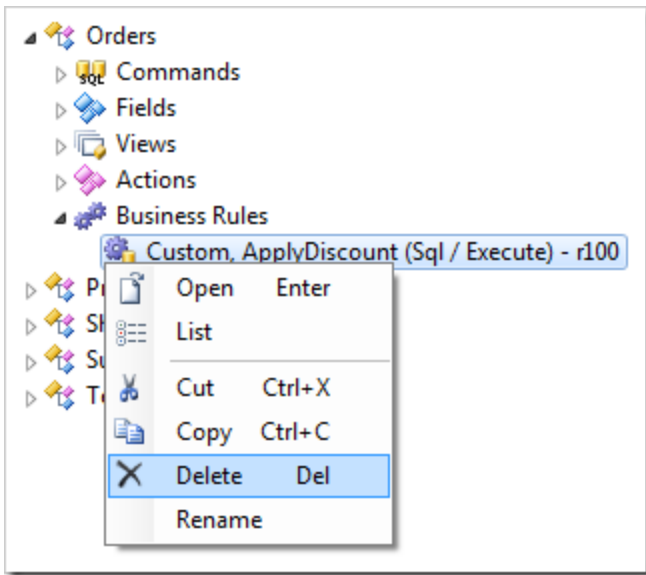 Orders
SQL Commands
Fields
Views
Actions
Business Rules
Custom, ApplyDiscount (Sql / Execute) - r100
Open Enter
List
Cut Ctrl+X
Copy Ctrl+C
Delete Del
Rename